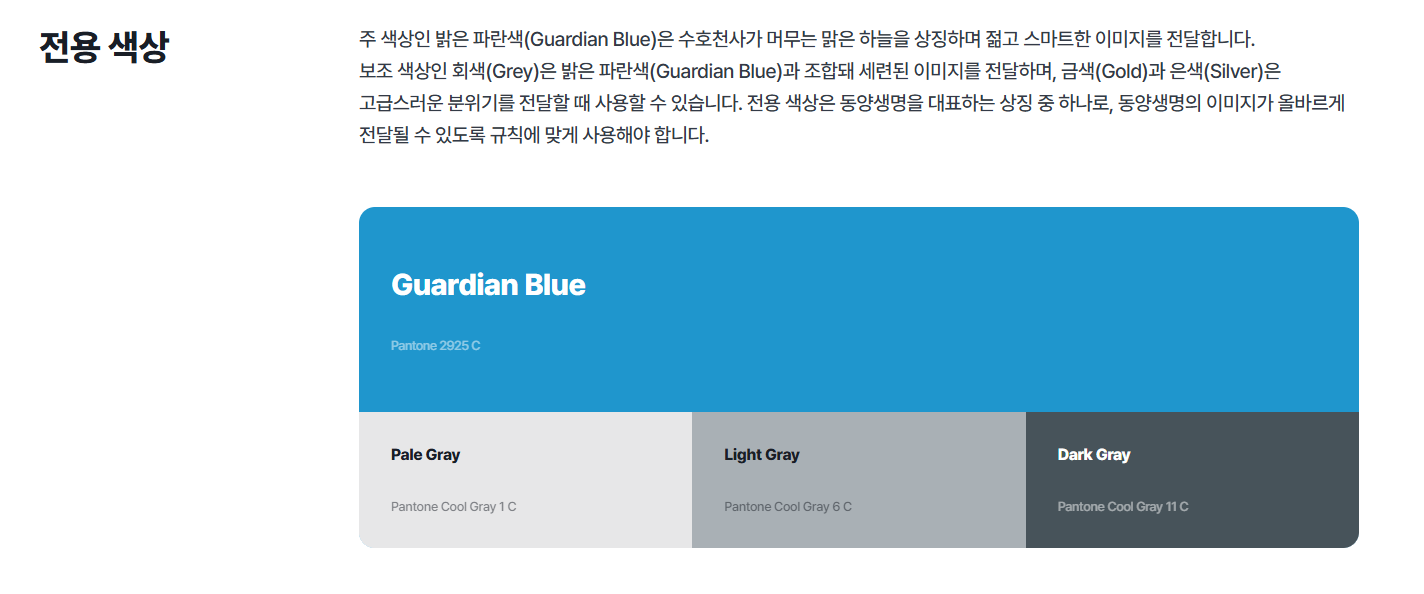 전용 색상
주 색상인 밝은 파란색(Guardian Blue)은 수호천사가 머무는 맑은 하늘을 상징하며 젊고 스마트한 이미지를 전달합니다.
보조 색상인 회색(Grey)은 밝은 파란색(Guardian Blue)과 조합돼 세련된 이미지를 전달하며, 금색(Gold)과 은색(Silver)은
고급스러운 분위기를 전달할 때 사용할 수 있습니다. 전용 색상은 동양생명을 대표하는 상징 중 하나로, 동양생명의 이미지가 올바르게
전달될 수 있도록 규칙에 맞게 사용해야 합니다.
Guardian Blue
Pantone 2925 C
Pale Gray
Pantone Cool Gray 1 C
Light Gray
Pantone Cool Gray 6 C
Dark Gray
Pantone Cool Gray 11 C